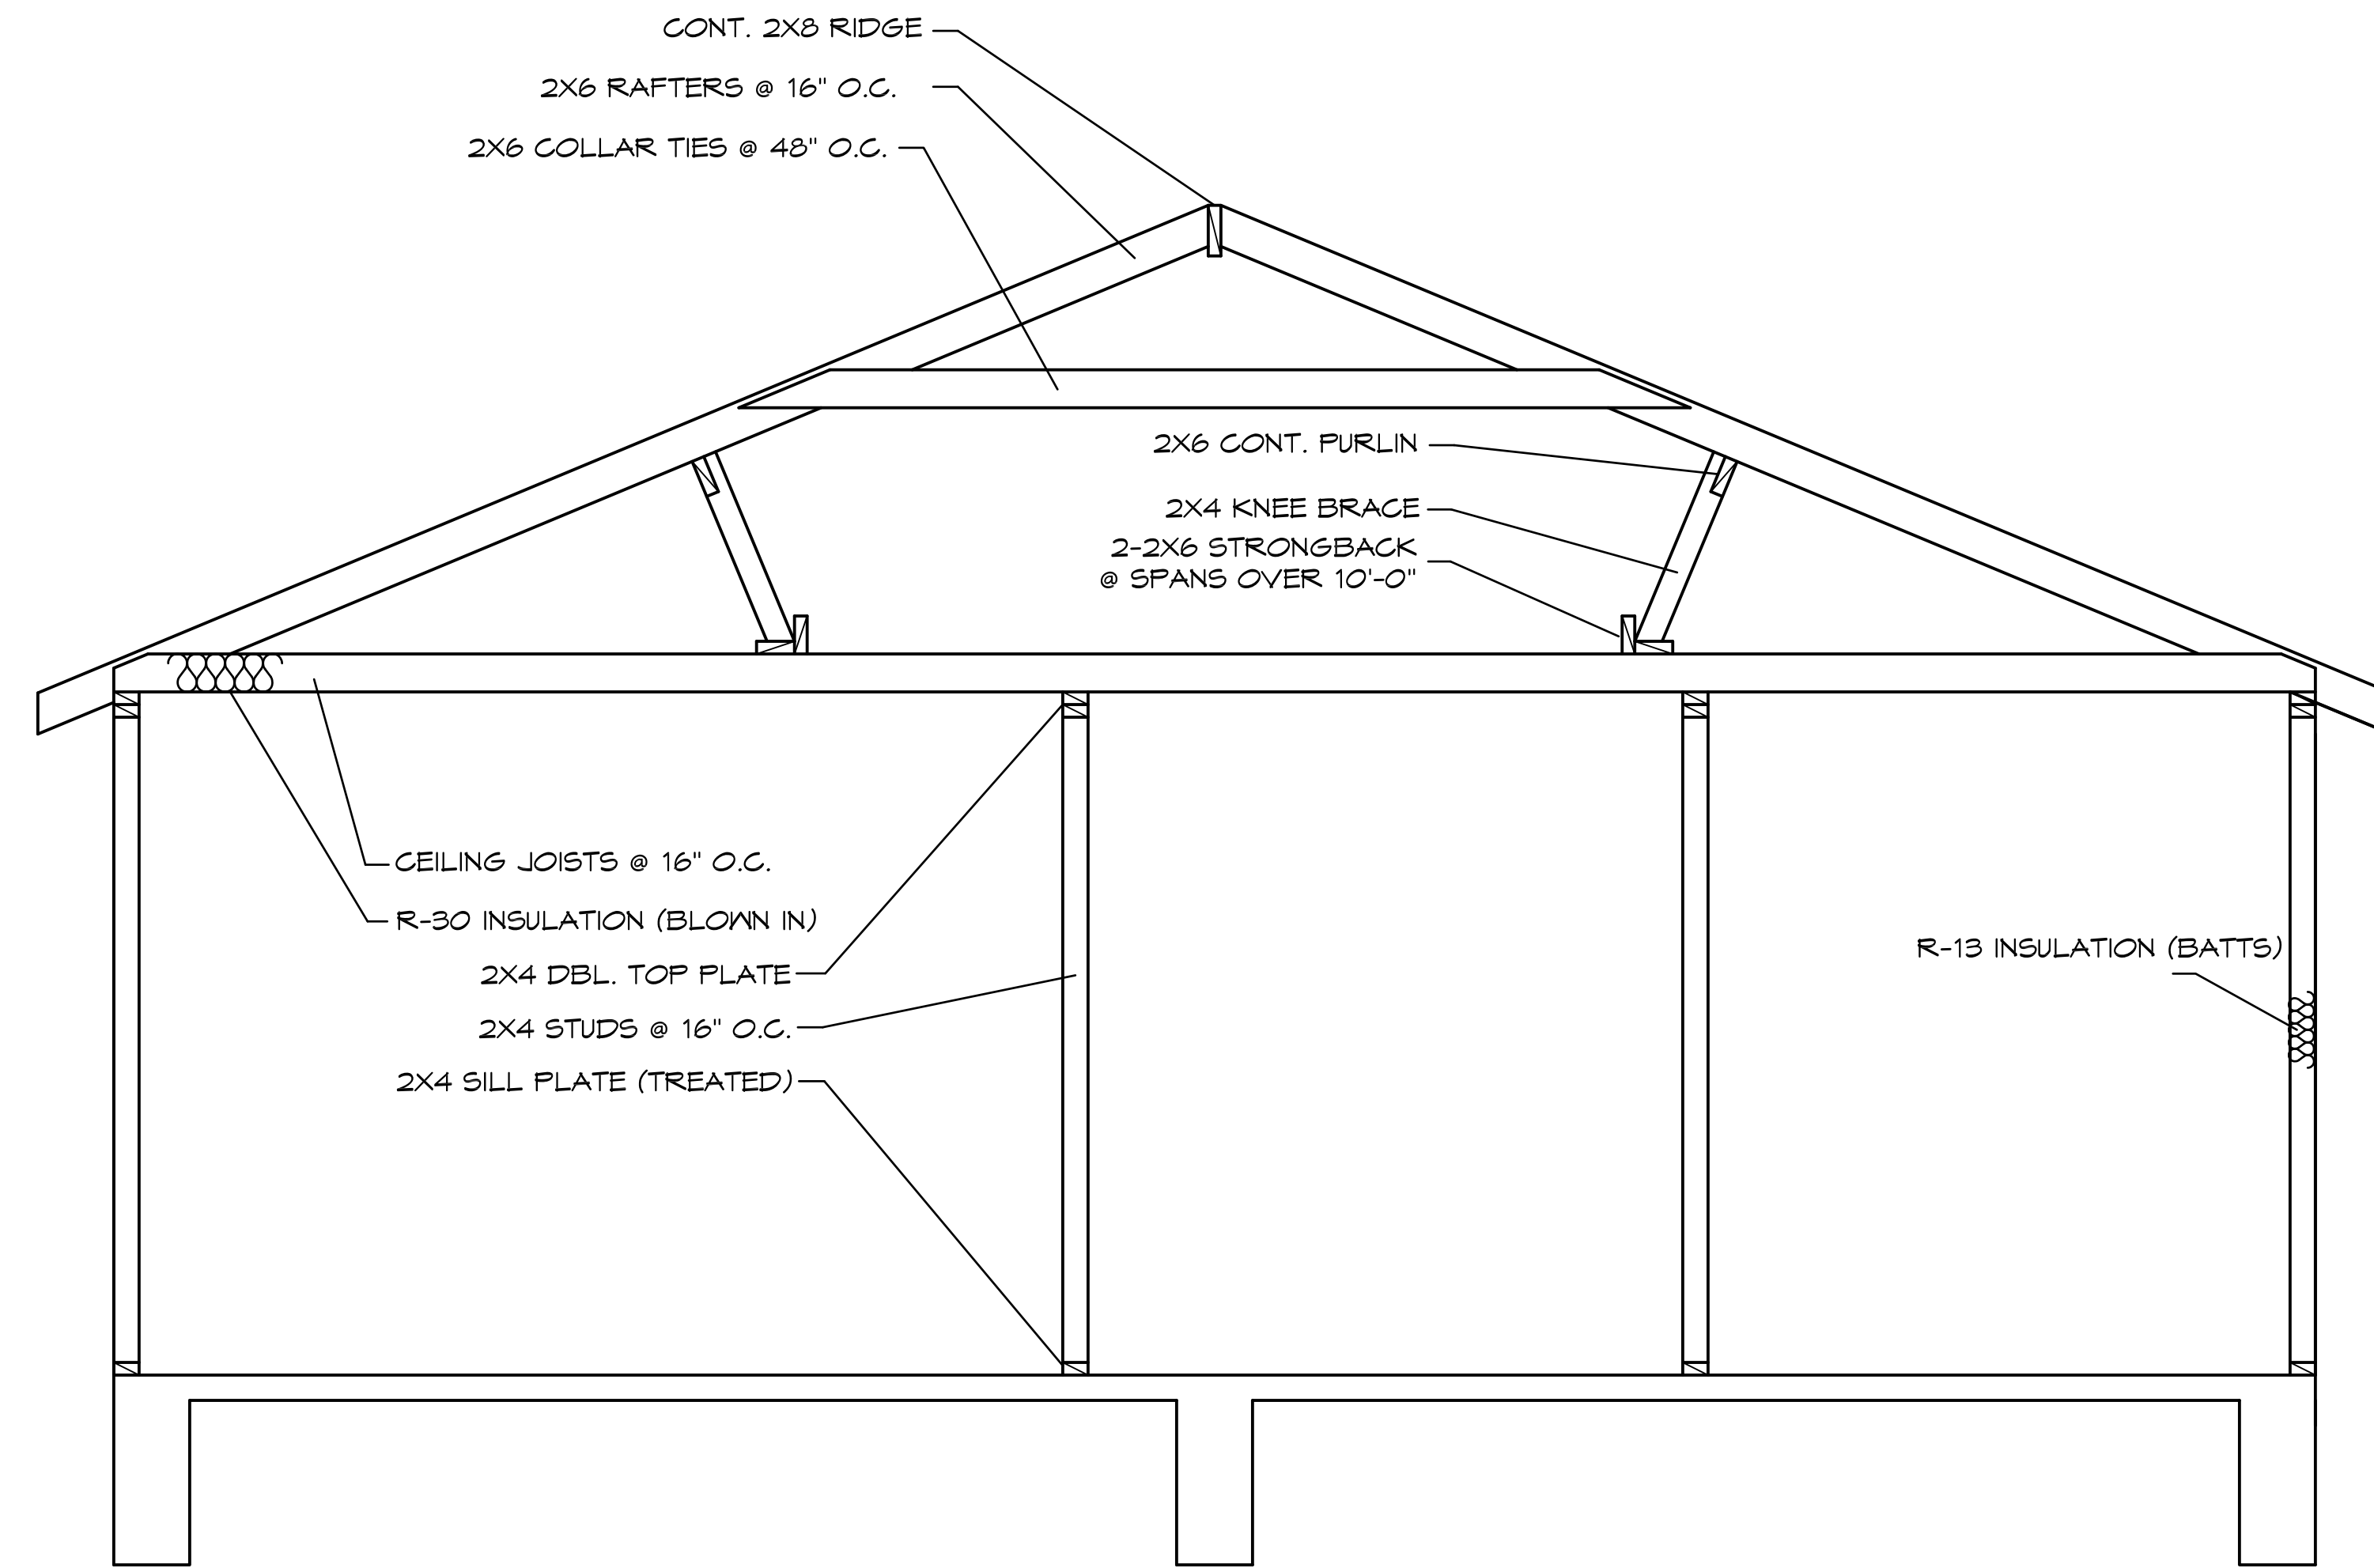 CONT. 2X8 RIDGE
2X6 RAFTERS @ 16" O.C.
2X6 COLLAR TIES @ 48" O.C.
2X6 CONT. PURLIN
2X4 KNEE BRACE
2-2X6 STRONGBACK
@ SPANS OVER 10'-0"
CEILING JOISTS @ 16" O.C.
R-30 INSULATION (BLOWN IN)
2X4 DBL. TOP PLATE
2X4 STUDS @ 16" O.C.
2X4 SILL PLATE (TREATED)
R-13 INSULATION (BATTS)